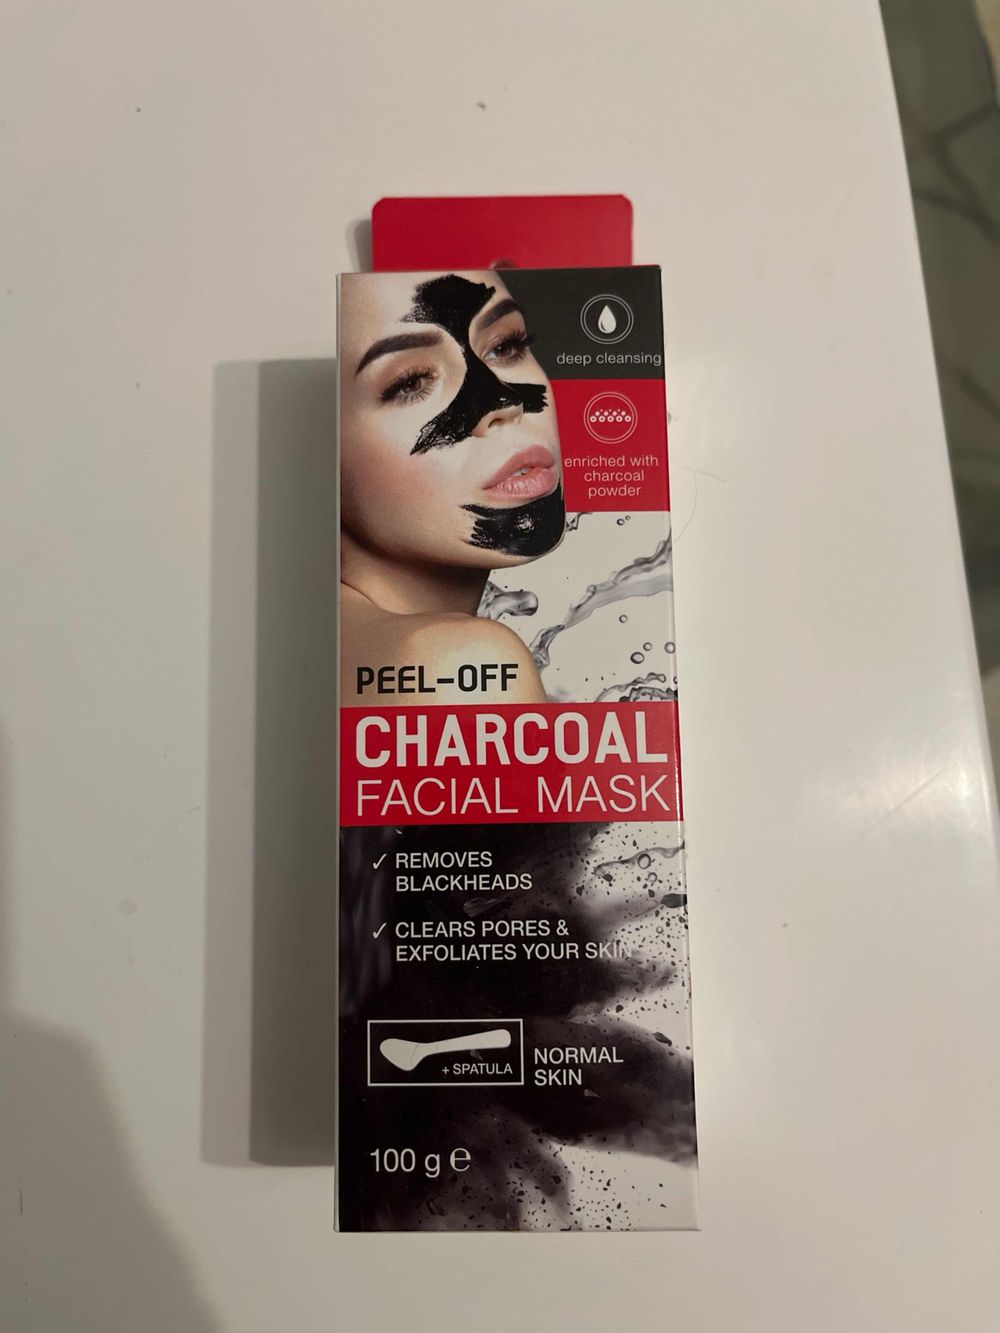 deep cleansing
enriched with
charcoal
powder
PEEL-OFF
CHARCOAL
FACIAL MASK
✓ REMOVES
BLACKHEADS
✓ CLEARS PORES &
EXFOLIATES YOUR SKIN
+ SPATULA
NORMAL
SKIN
100 g ℮